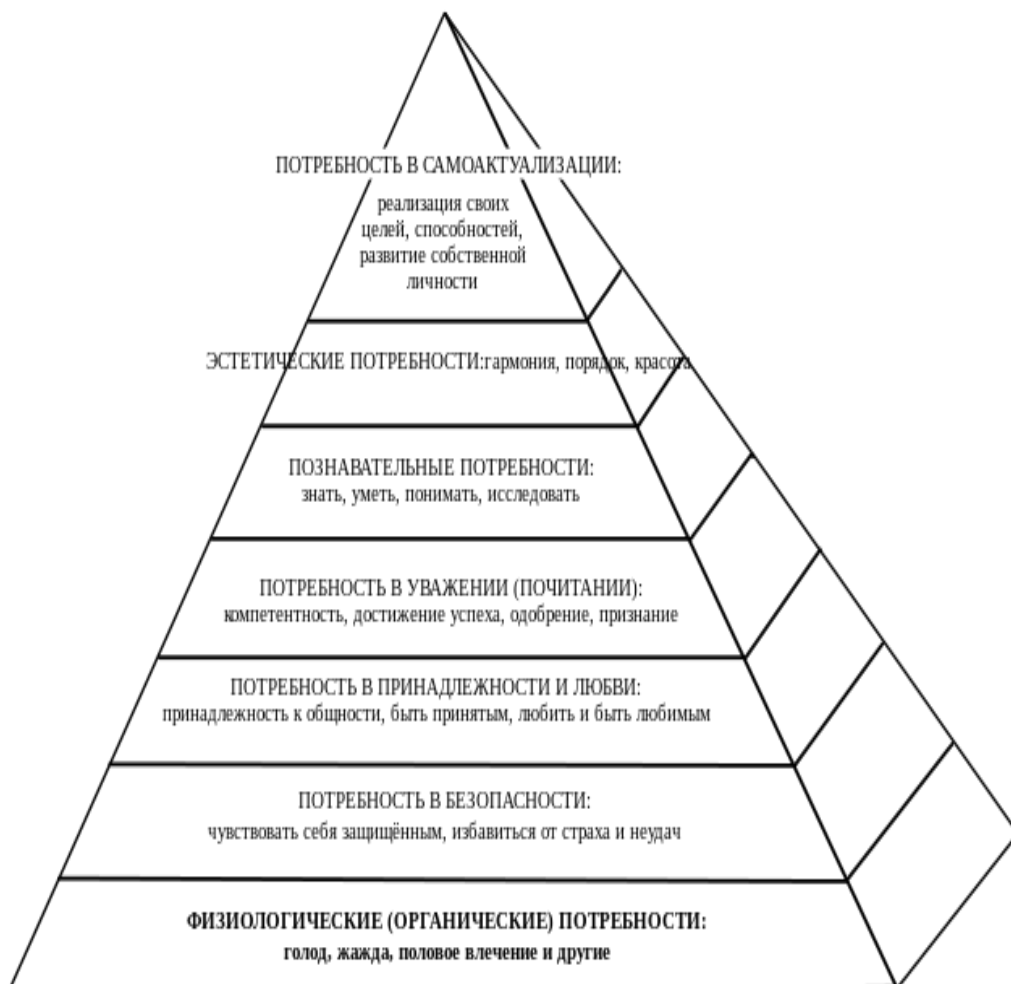 ПОТРЕБНОСТЬ В САМОАКТУАЛИЗАЦИИ:
реализация своих
целей, способностей,
развитие собственной
личности
ЭСТЕТИЧЕСКИЕ ПОТРЕБНОСТИ:гармония, порядок, красота
ПОЗНАВАТЕЛЬНЫЕ ПОТРЕБНОСТИ:
знать, уметь, понимать, исследовать
ПОТРЕБНОСТЬ В УВАЖЕНИИ (ПОЧИТАНИИ):
компетентность, достижение успеха, одобрение, признание
ПОТРЕБНОСТЬ В ПРИНАДЛЕЖНОСТИ И ЛЮБВИ:
принадлежность к общности, быть принятым, любить и быть любимым
ПОТРЕБНОСТЬ В БЕЗОПАСНОСТИ:
чувствовать себя защищённым, избавиться от страха и неудач
ФИЗИОЛОГИЧЕСКИЕ (ОРГАНИЧЕСКИЕ) ПОТРЕБНОСТИ:
голод, жажда, половое влечение и другие